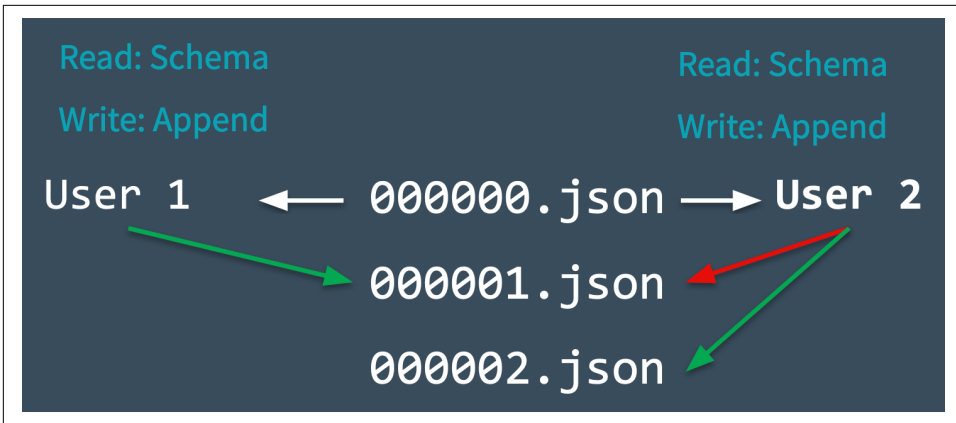 Read: Schema
Write: Append
Read: Schema
Write: Append
User 1
000000.json
User 2
000001.json
000002.json